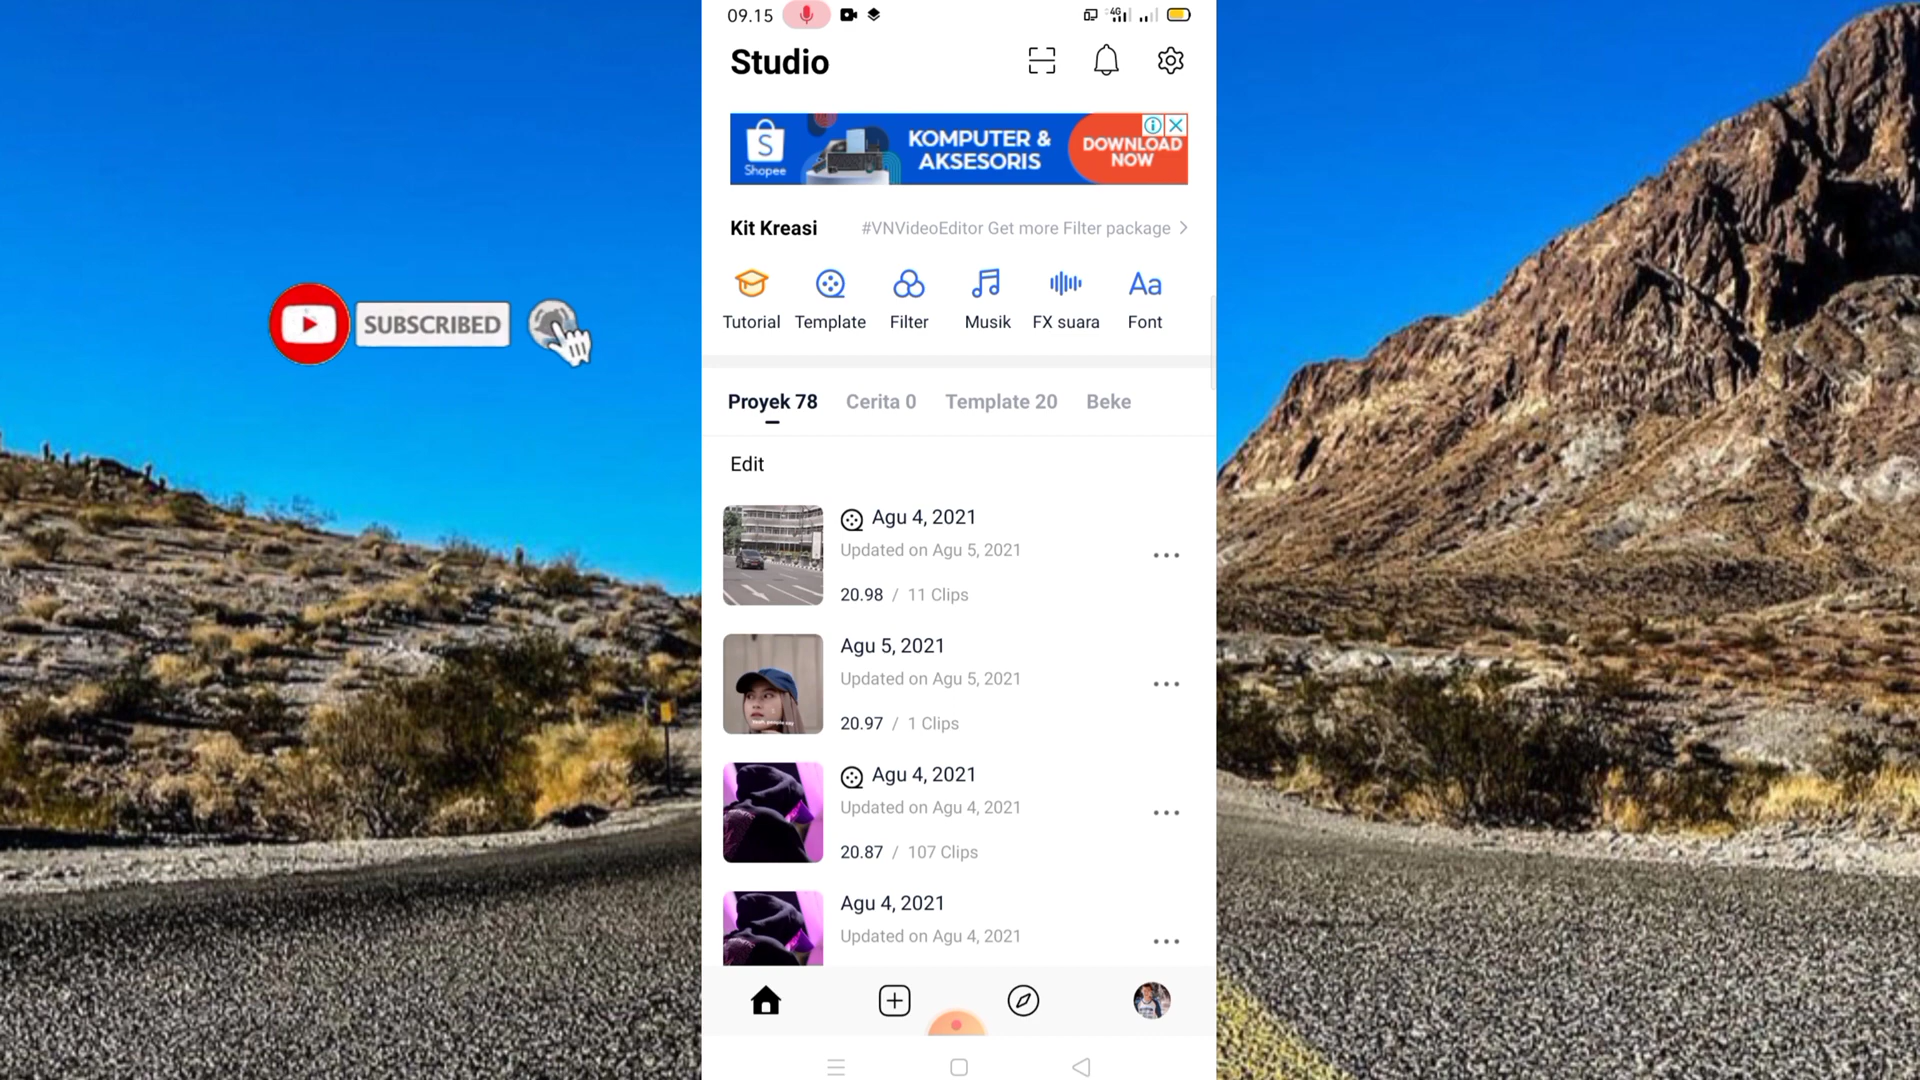 09.15
4G
Studio
S
Shopee
KOMPUTER &
AKSESORIS
DOWNLOAD
NOW
Kit Kreasi
#VNVideoEditor Get more Filter package
Aa
Tutorial
Template
Filter
Musik
FX suara
Font
SUBSCRIBED
Proyek 78
Cerita 0
Template 20
Beke
Edit
Agu 4, 2021
Updated on Agu 5, 2021
20.98 / 11 Clips
Agu 5, 2021
Updated on Agu 5, 2021
20.97 / 1 Clips
Agu 4, 2021
Updated on Agu 4, 2021
20.87 / 107 Clips
Agu 4, 2021
Updated on Agu 4, 2021